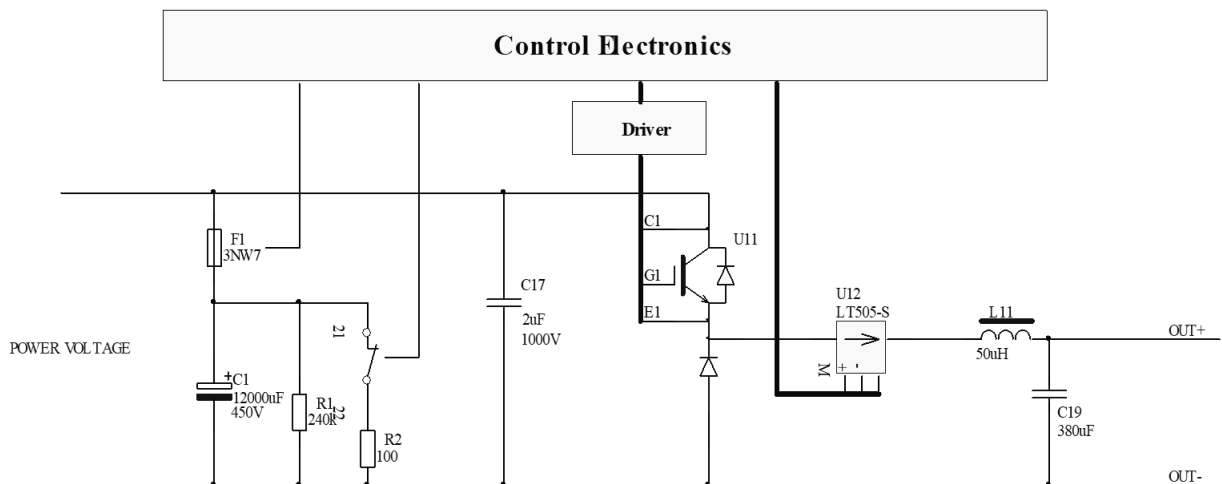 Control Electronics
Driver
C1
U11
G1
E1
F1
3NW7
C17
2uF
1000V
U12
LT505-S
M
+ -
L11
50uH
OUT+
POWER VOLTAGE
21
22
+
C1
12000uF
450V
R1
240k
R2
100
C19
380uF
OUT-